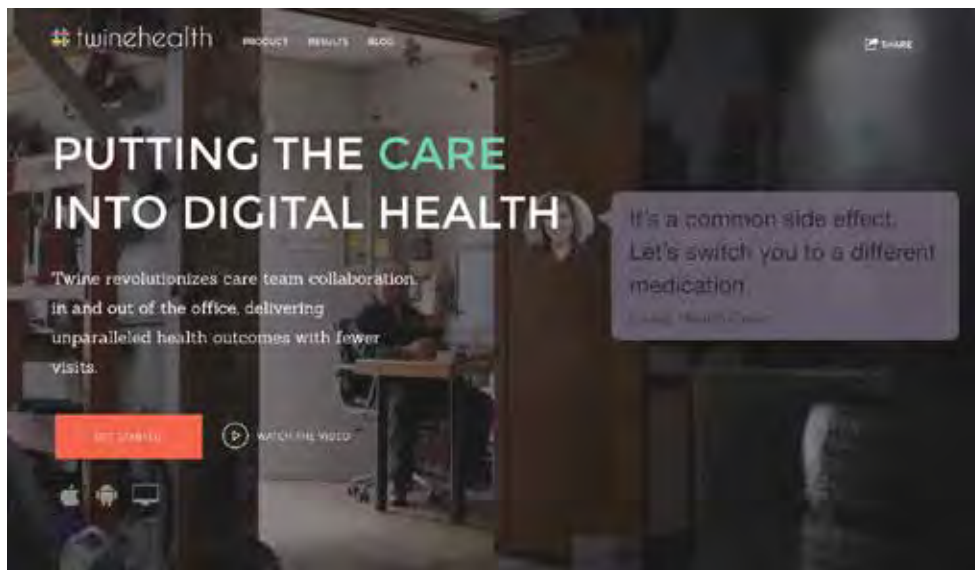 twinehealth
PRODUCT RESULTS BLOG
SHARE
PUTTING THE CARE
INTO DIGITAL HEALTH
It's a common side effect.
Let's switch you to a different
medication
Twine revolutionizes care team collaboration,
in and out of the office, delivering
unparalleled health outcomes with fewer
visits.
GET STARTED
WATCH THE VIDEO